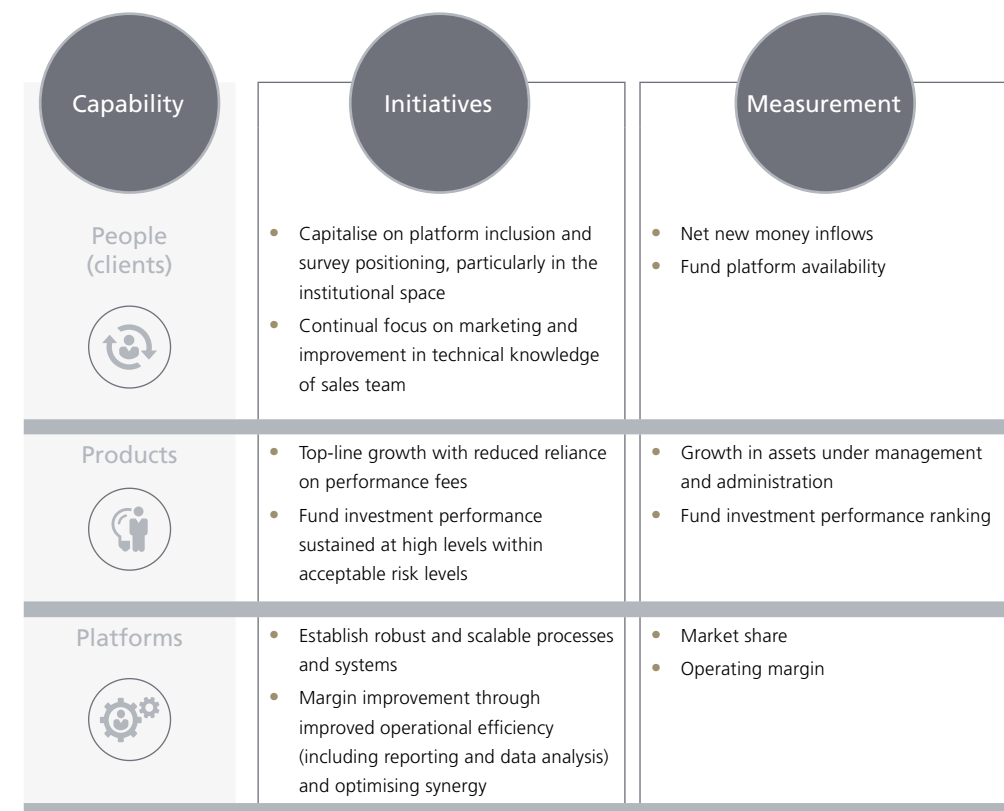 Capability
Initiatives
Measurement
People
(clients)
• Capitalise on platform inclusion and
survey positioning, particularly in the
institutional space
• Continual focus on marketing and
improvement in technical knowledge
of sales team
• Net new money inflows
• Fund platform availability
Products
• Top-line growth with reduced reliance
on performance fees
• Fund investment performance
sustained at high levels within
acceptable risk levels
• Growth in assets under management
and administration
• Fund investment performance ranking
Platforms
• Establish robust and scalable processes
and systems
• Margin improvement through
improved operational efficiency
(including reporting and data analysis)
and optimising synergy
• Market share
• Operating margin